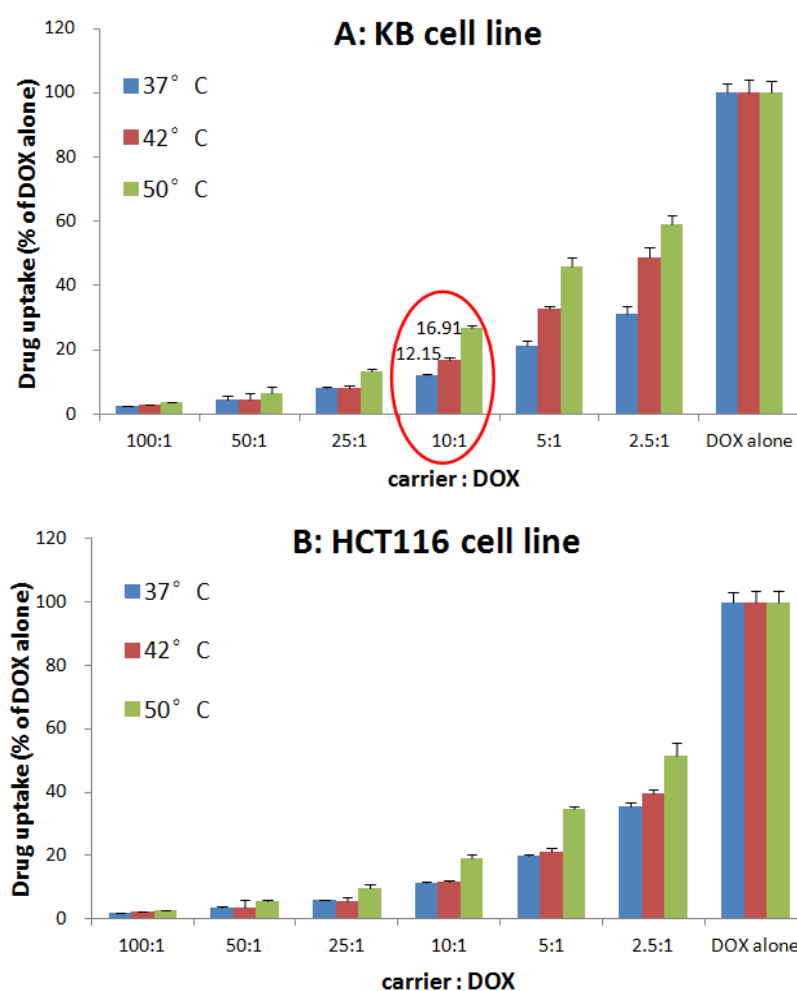 A: KB cell line
Drug uptake (% of DOX alone)
120
100
80
60
40
20
0
37° C
42° C
50° C
16.91
12.15
100:1 50:1 25:1 10:1 5:1 2.5:1 DOX alone
carrier : DOX
B: HCT116 cell line
Drug uptake (% of DOX alone)
120
100
80
60
40
20
0
37° C
42° C
50° C
100:1 50:1 25:1 10:1 5:1 2.5:1 DOX alone
carrier : DOX